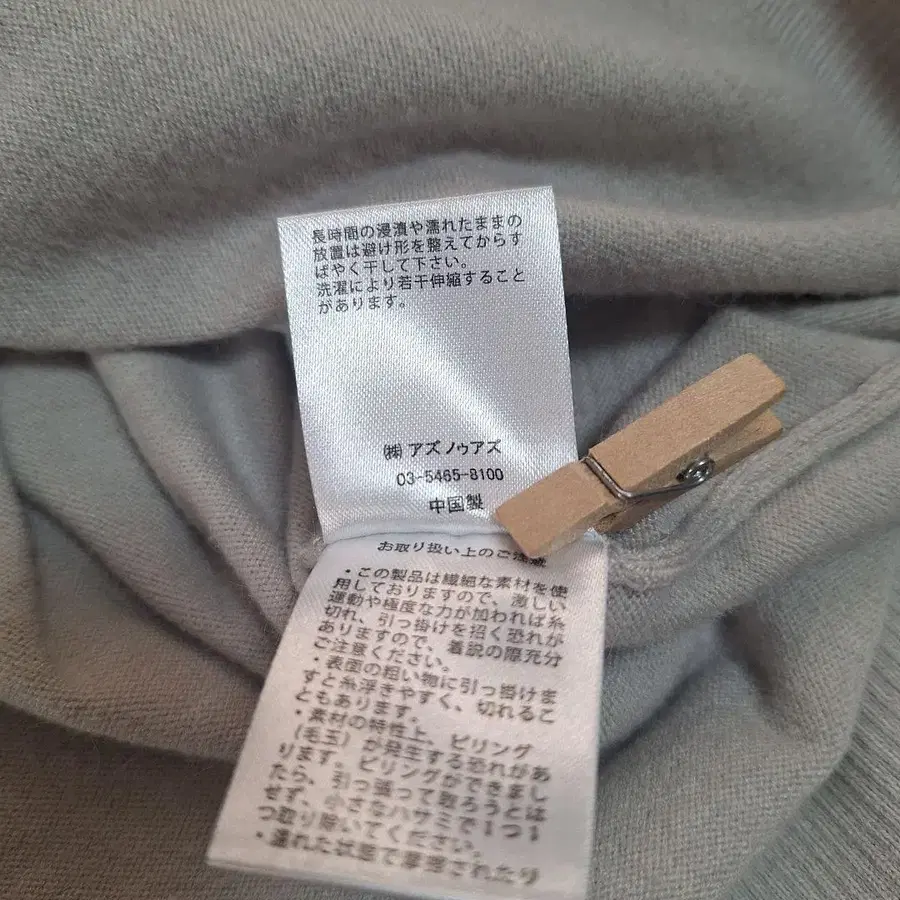 長時間の浸漬や濡れたままの
放置は避け形を整えてからす
ばやく干して下さい。
洗濯により若干伸縮すること
があります。
㈱アズノゥアズ
03-5465-8100
中国製
お取り扱い上のご注意
・この製品は繊細な素材を使
用しておりますので、激しい
運動や極度な力が加われば糸
切れ、引っ掛けを招く恐れが
ありますので、着脱の際充分
ご注意ください。
・表面の粗い物に引っ掛けま
すと糸浮きやすく、切れるこ
ともあります。
・素材の特性上、ピリング
(毛玉)が発生する恐れがあ
ります。ピリングができまし
たら、引っ張って取ろうとは
せず、小さなハサミで1つ1
つ取り除いてください。
・濡れた状態で摩擦されたり